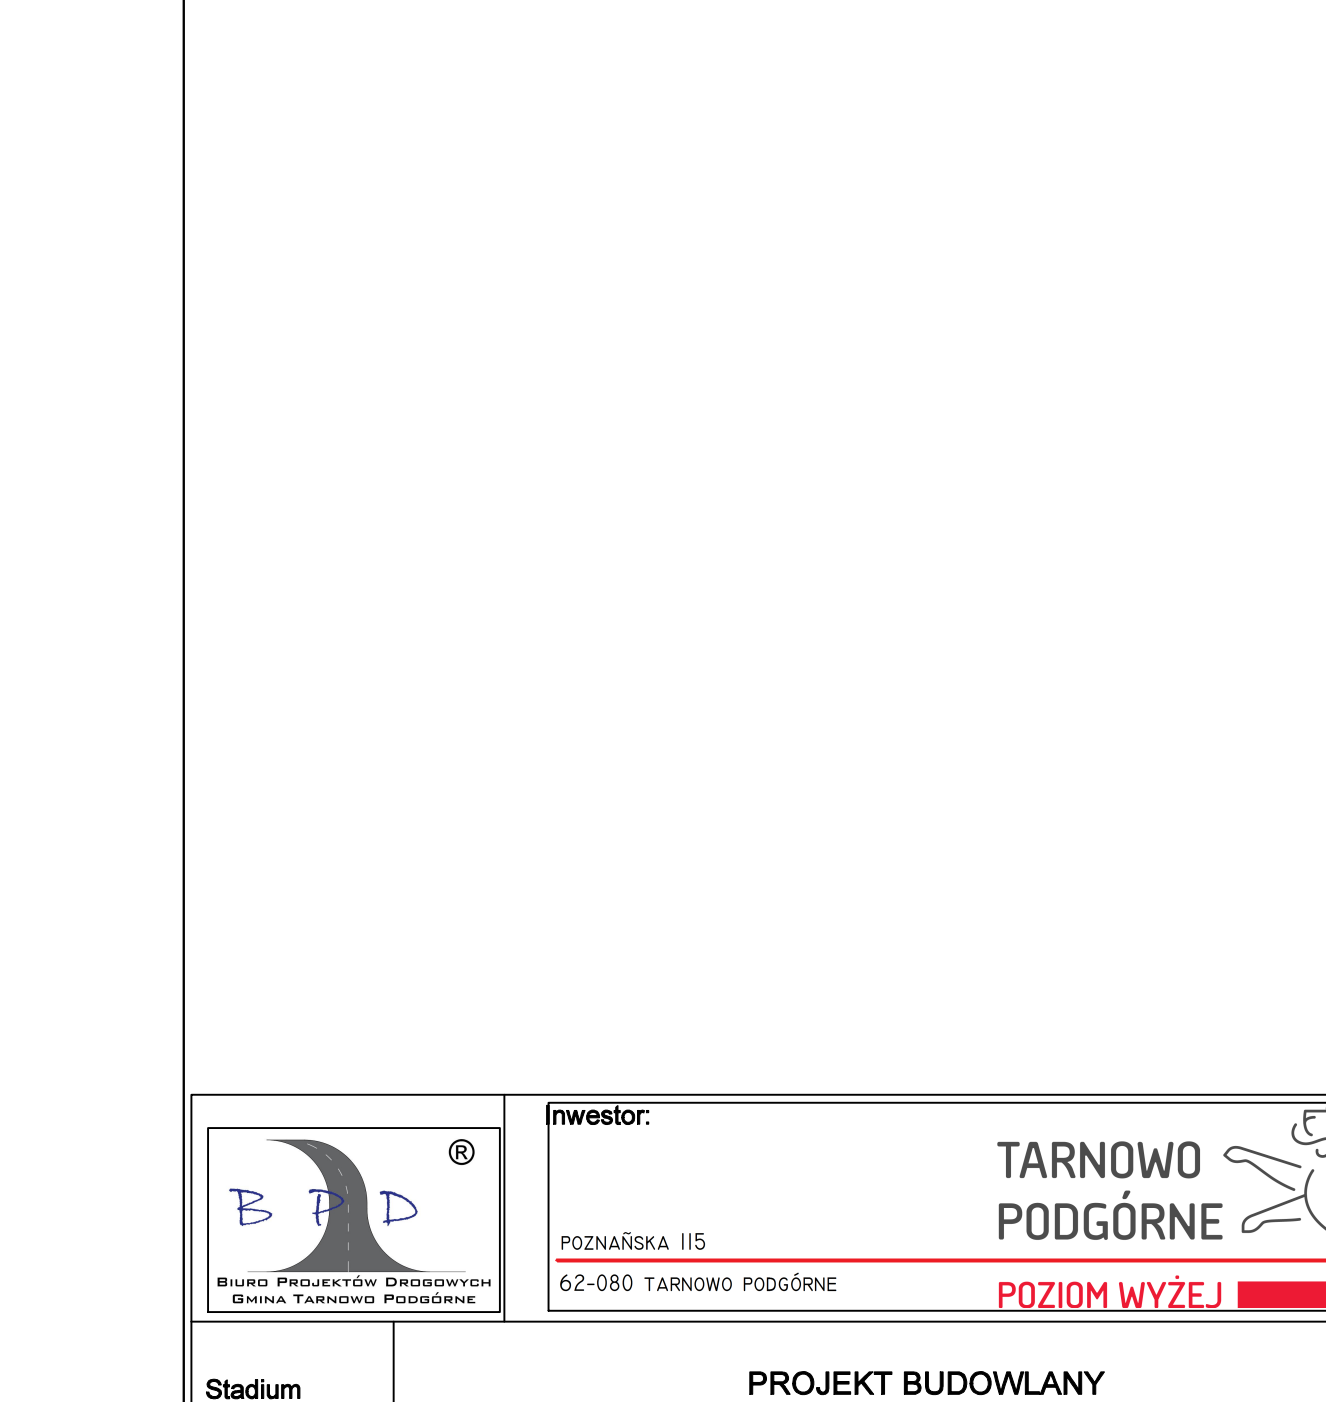 Inwestor:
®
TARNOWO
PODGÓRNE
B P D
POZNAÑSKA 115
62-080 TARNOWO PODGÓRNE
BIURO PROJEKTÓW DROGOWYCH
GMINA TARNOWO PODGÓRNE
POZIOM WYŻEJ
Stadium
PROJEKT BUDOWLANY